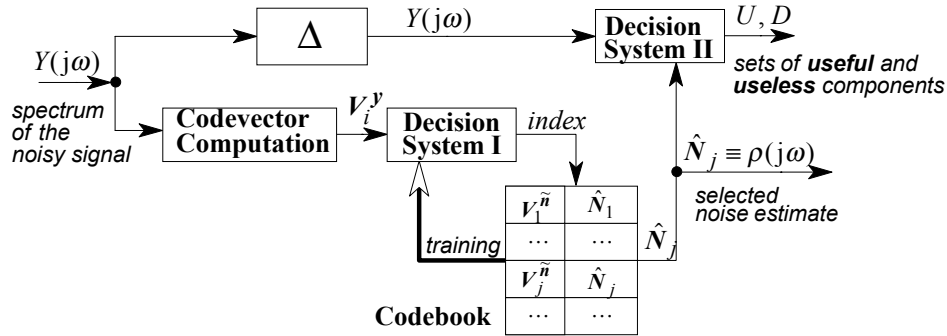 Y(jω)
Δ
Y(jω)
Decision
System II
U, D
sets of useful and
useless components
spectrum
of the
noisy signal
Codevector
Computation
V_i^y
Decision
System I
index
training
Codebook
V_1^ñ N̂_1
... ...
V_j^ñ N̂_j
... ...
N̂_j
N̂_j ≡ ρ(jω)
selected
noise estimate